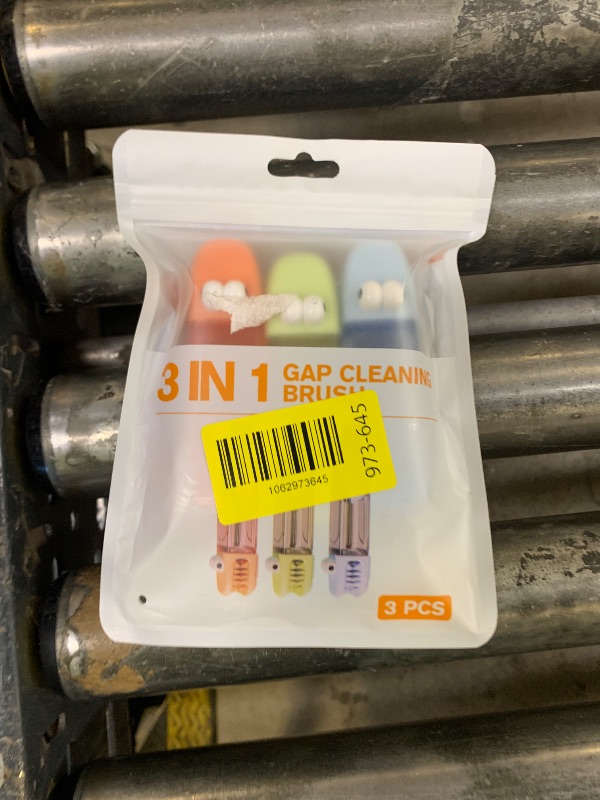 3 IN 1 GAP CLEANING
BRUSH
973-645
1062973645
3 PCS